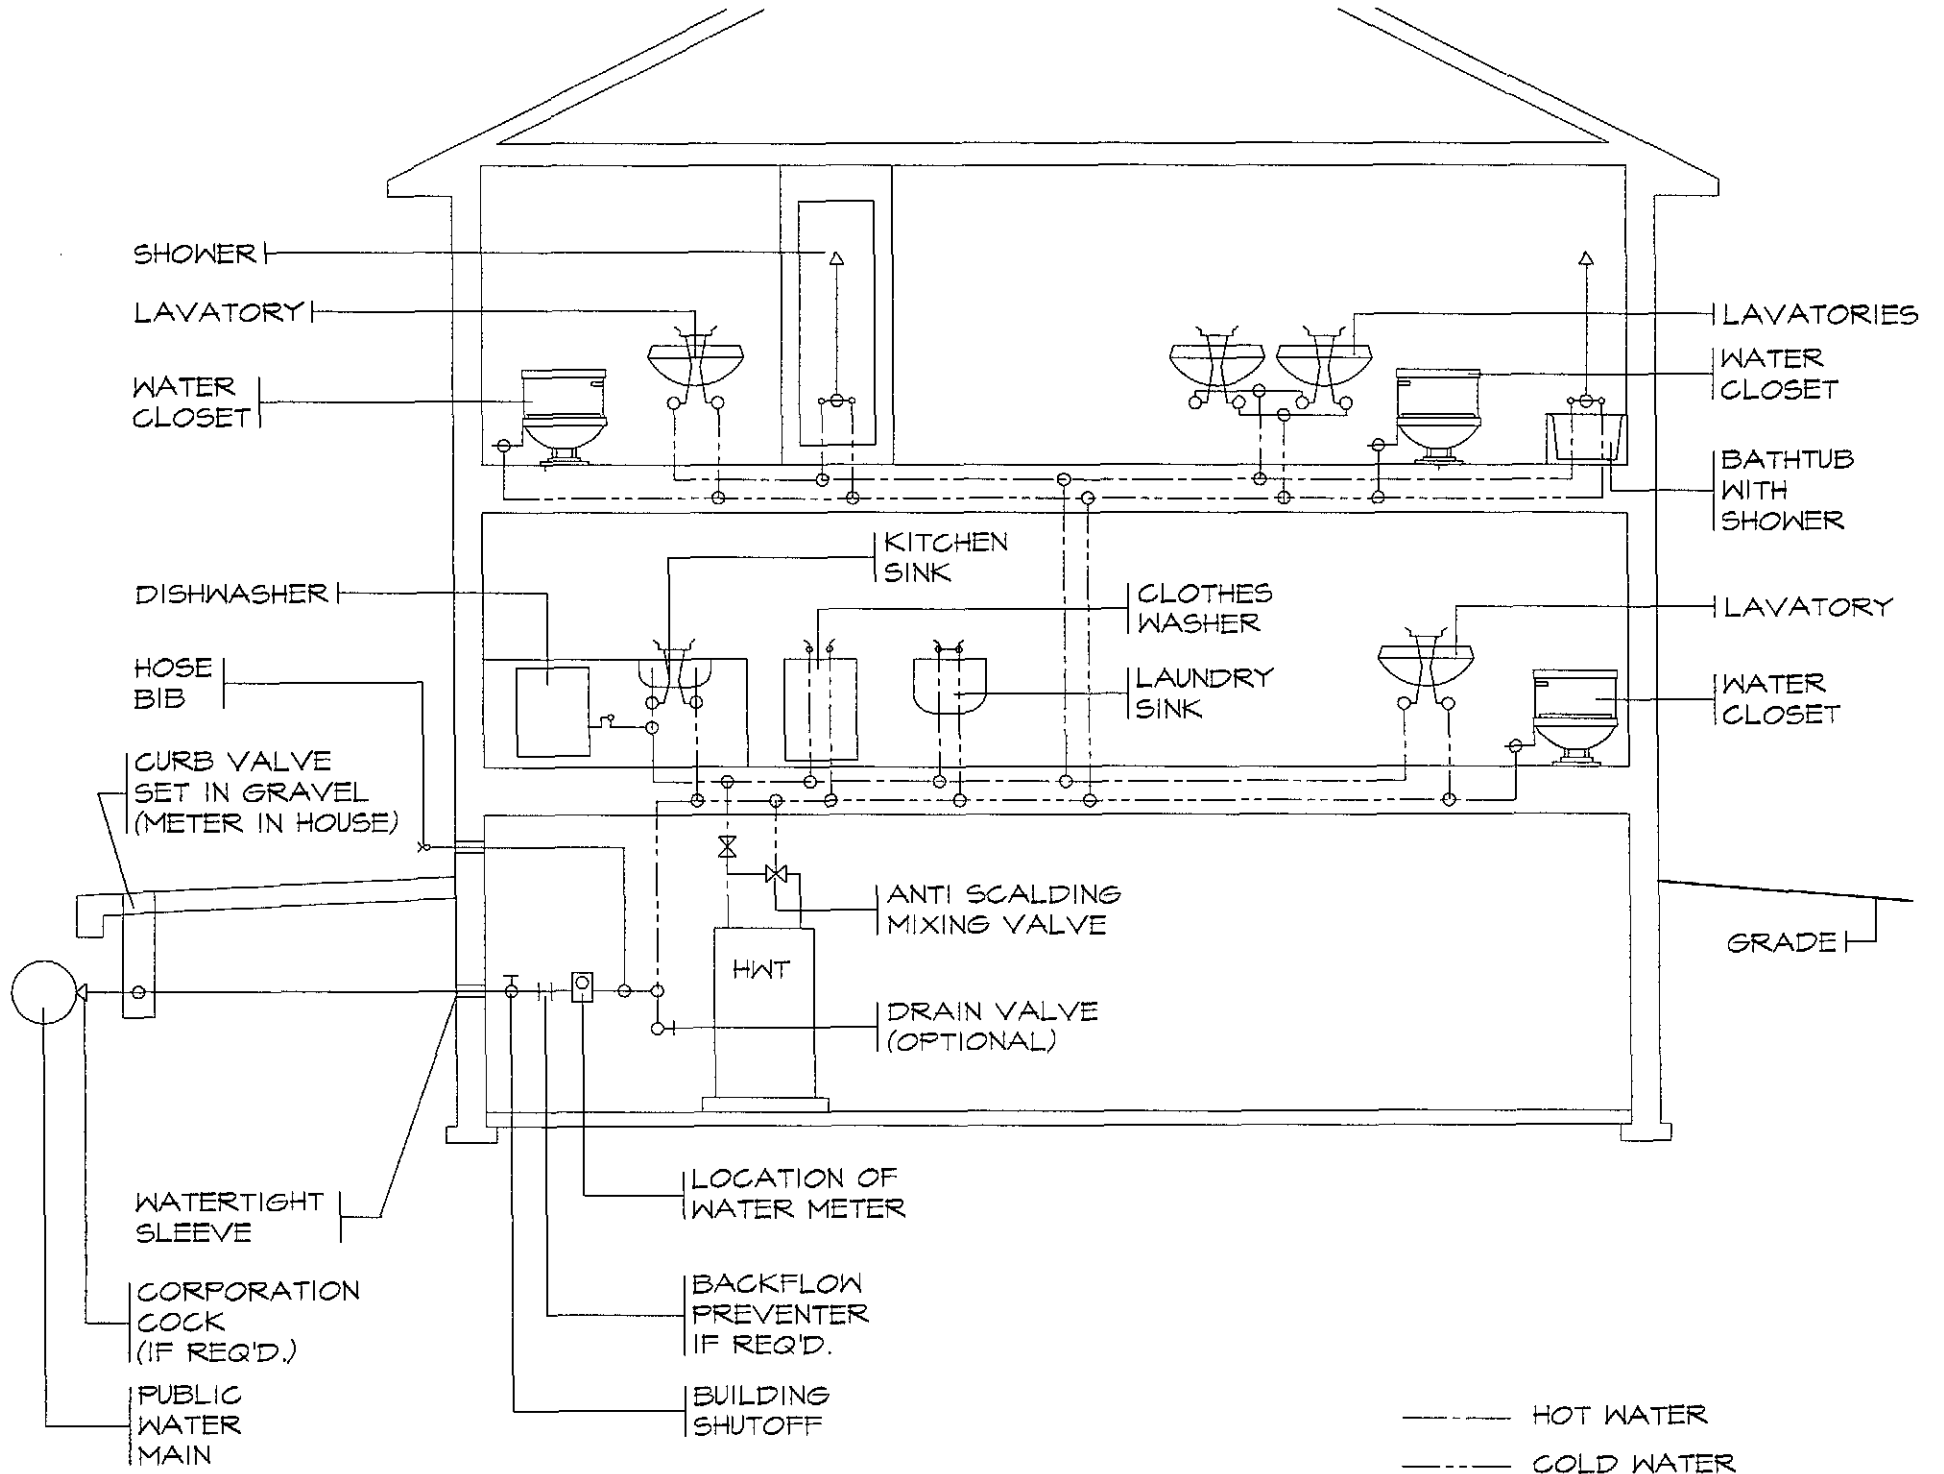 SHOWER
LAVATORY
WATER
CLOSET
LAVATORIES
WATER
CLOSET
BATHTUB
WITH
SHOWER
KITCHEN
SINK
DISHWASHER
CLOTHES
WASHER
LAVATORY
HOSE
BIB
LAUNDRY
SINK
WATER
CLOSET
CURB VALVE
SET IN GRAVEL
(METER IN HOUSE)
ANTI SCALDING
MIXING VALVE
GRADE
HWT
DRAIN VALVE
(OPTIONAL)
WATERTIGHT
SLEEVE
LOCATION OF
WATER METER
CORPORATION
COCK
(IF REQ'D.)
BACKFLOW
PREVENTER
IF REQ'D.
PUBLIC
WATER
MAIN
BUILDING
SHUTOFF
HOT WATER
COLD WATER